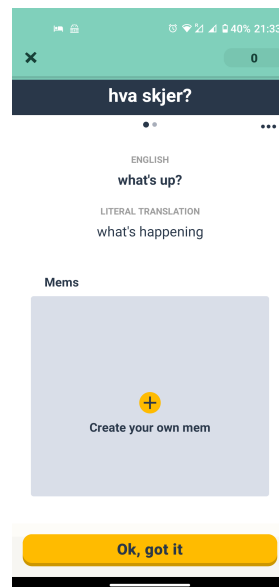 40% 21:33
0
hva skjer?
ENGLISH
what's up?
LITERAL TRANSLATION
what's happening
Mems
Create your own mem
Ok, got it